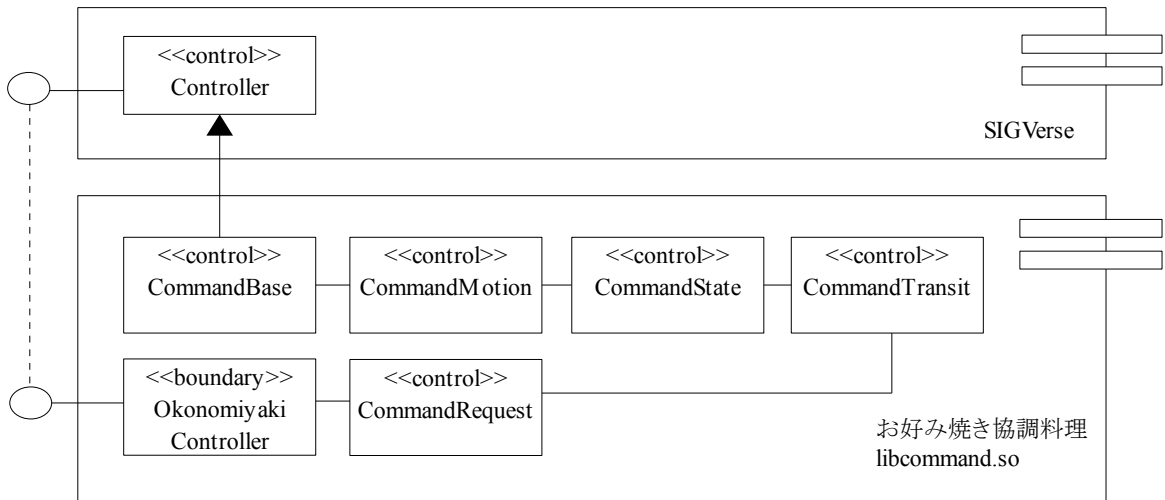 <<control>>
Controller
SIGVerse
<<control>>
CommandBase
<<control>>
CommandMotion
<<control>>
CommandState
<<control>>
CommandTransit
<<boundary>>
Okonomiyaki
Controller
<<control>>
CommandRequest
お好み焼き協調料理
libcommand.so